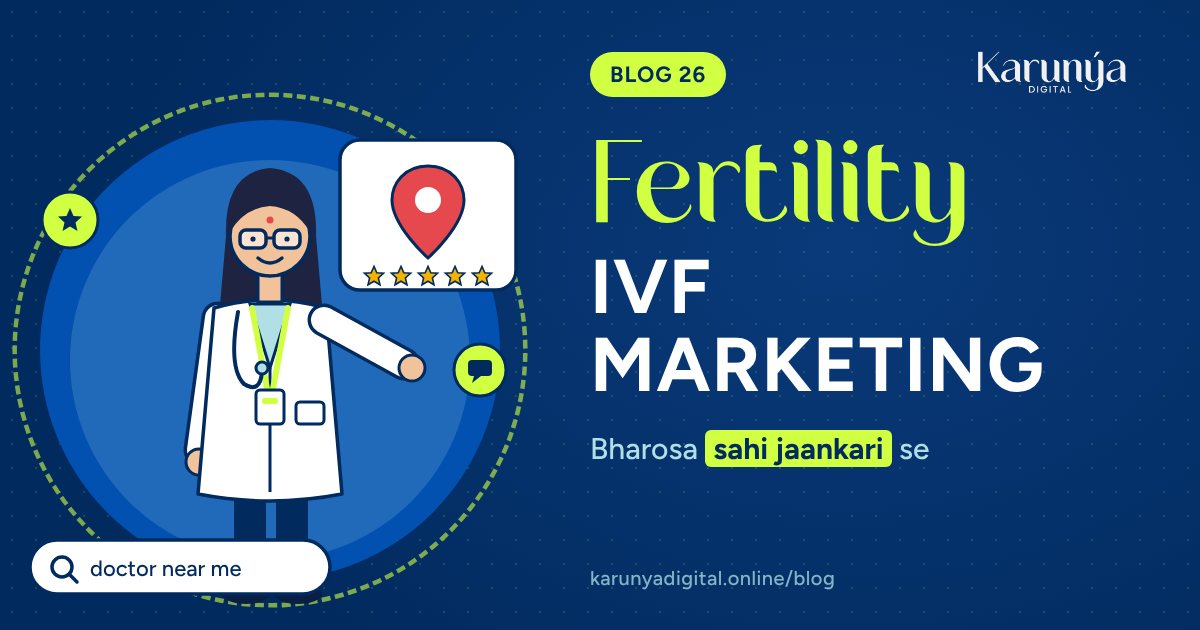 BLOG 26
Karunya
DIGITAL
Fertility
IVF
MARKETING
Bharosa sahi jaankari se
doctor near me
karunyadigital.online/blog